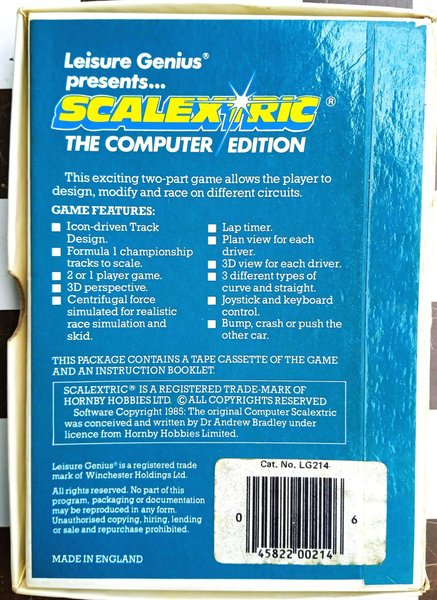 Leisure Genius®
presents...
SCALEXTRIC®
THE COMPUTER EDITION
This exciting two-part game allows the player to
design, modify and race on different circuits.
GAME FEATURES:
Icon-driven Track
Design.
Formula 1 championship
tracks to scale.
2 or 1 player game.
3D perspective.
Centrifugal force
simulated for realistic
race simulation and
skid.
Lap timer.
Plan view for each
driver.
3D view for each driver.
3 different types of
curve and straight.
Joystick and keyboard
control.
Bump, crash or push the
other car.
THIS PACKAGE CONTAINS A TAPE CASSETTE OF THE GAME
AND AN INSTRUCTION BOOKLET.
SCALEXTRIC® IS A REGISTERED TRADE-MARK OF
HORNBY HOBBIES LTD. © ALL COPYRIGHTS RESERVED
Software Copyright 1985: The original Computer Scalextric
was conceived and written by Dr Andrew Bradley under
licence from Hornby Hobbies Limited.
Leisure Genius® is a registered trade
mark of Winchester Holdings Ltd.
All rights reserved. No part of this
program, packaging or documentation
may be reproduced in any form.
Unauthorised copying, hiring, lending
or sale and repurchase prohibited.
MADE IN ENGLAND
Cat. No. LG214
0 45822 00214 6